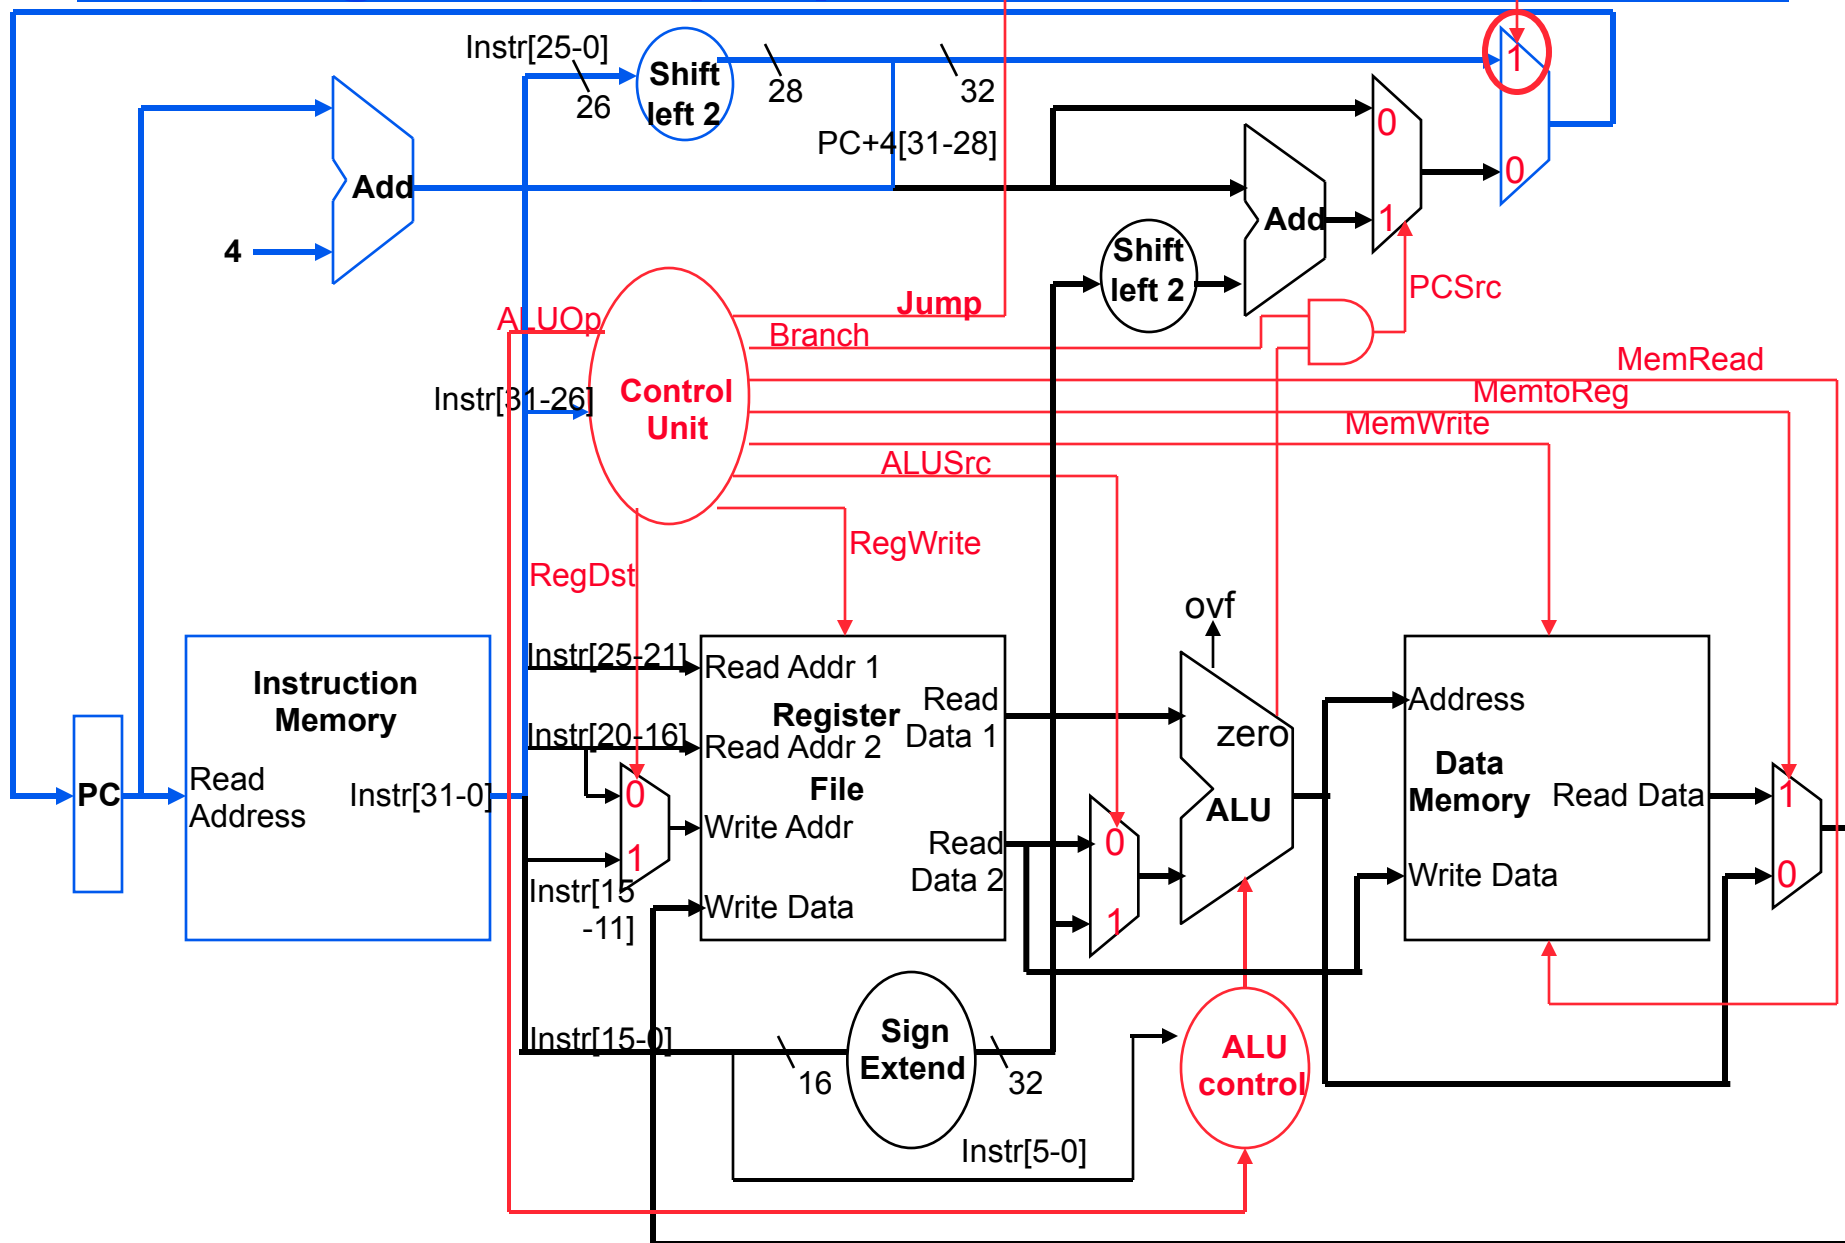 Instr[25-0]
Shift
left 2
26
28
32
1
PC+4[31-28]
0
0
Add
Add
1
4
Shift
left 2
PCSrc
ALUOp
Jump
Branch
MemRead
Instr[31-26]
Control
Unit
MemtoReg
MemWrite
ALUSrc
RegWrite
RegDst
ovf
Instr[25-21]
Read Addr 1
Instruction
Memory
Register
Read
Data 1
Address
Instr[20-16]
Read Addr 2
zero
PC
Read
Address
Instr[31-0]
0
File
Data
Memory
Read Data
1
ALU
Write Addr
0
1
Read
Data 2
Write Data
0
Instr[15
-11]
Write Data
1
Instr[15-0]
16
Sign
Extend
32
ALU
control
Instr[5-0]